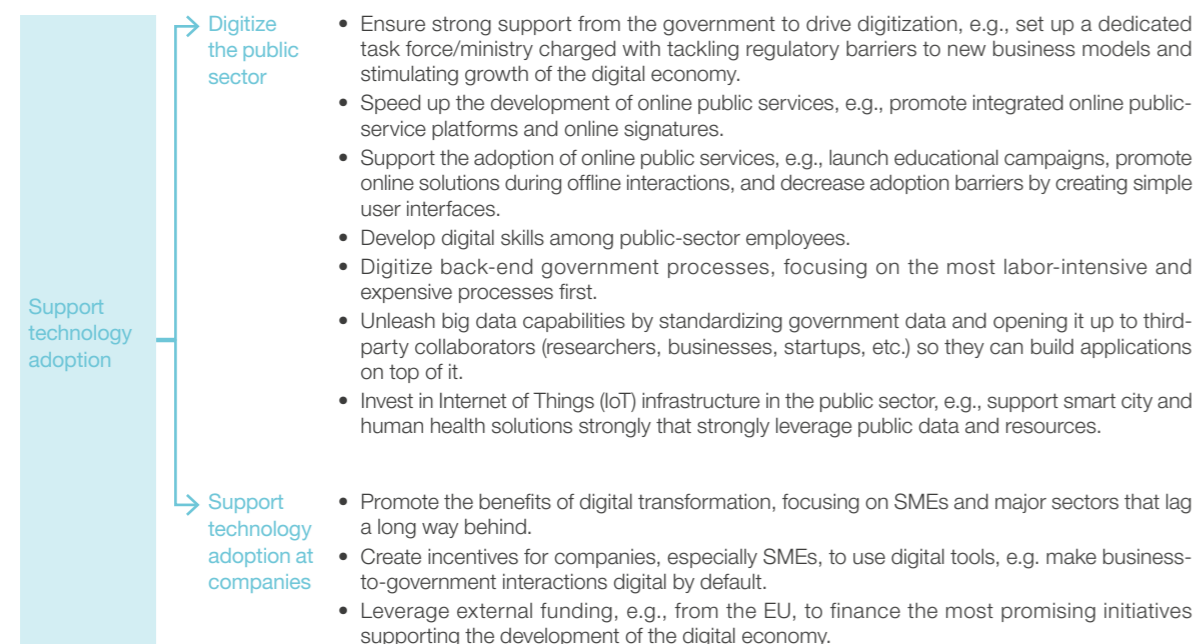 Support
technology
adoption
Digitize
the public
sector
• Ensure strong support from the government to drive digitization, e.g., set up a dedicated
task force/ministry charged with tackling regulatory barriers to new business models and
stimulating growth of the digital economy.
• Speed up the development of online public services, e.g., promote integrated online public-
service platforms and online signatures.
• Support the adoption of online public services, e.g., launch educational campaigns, promote
online solutions during offline interactions, and decrease adoption barriers by creating simple
user interfaces.
• Develop digital skills among public-sector employees.
• Digitize back-end government processes, focusing on the most labor-intensive and
expensive processes first.
• Unleash big data capabilities by standardizing government data and opening it up to third-
party collaborators (researchers, businesses, startups, etc.) so they can build applications
on top of it.
• Invest in Internet of Things (IoT) infrastructure in the public sector, e.g., support smart city and
human health solutions strongly that strongly leverage public data and resources.
Support
technology
adoption at
companies
• Promote the benefits of digital transformation, focusing on SMEs and major sectors that lag
a long way behind.
• Create incentives for companies, especially SMEs, to use digital tools, e.g. make business-
to-government interactions digital by default.
• Leverage external funding, e.g., from the EU, to finance the most promising initiatives
supporting the development of the digital economy.